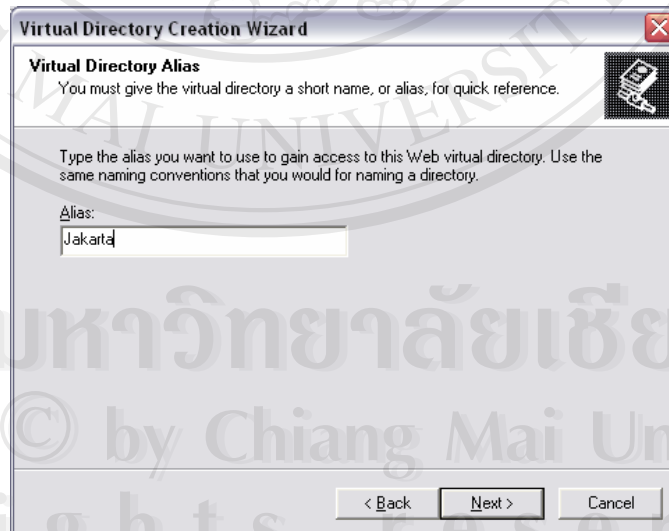 Virtual Directory Creation Wizard
Virtual Directory Alias
You must give the virtual directory a short name, or alias, for quick reference.
MAI UNIVERSIT
Type the alias you want to use to gain access to this Web virtual directory. Use the
same naming conventions that you would for naming a directory.
Alias:
Jakarta
มหาวิทยาลัยเชีย
© by Chiang Mai Un
< Back
Next >
Cancel